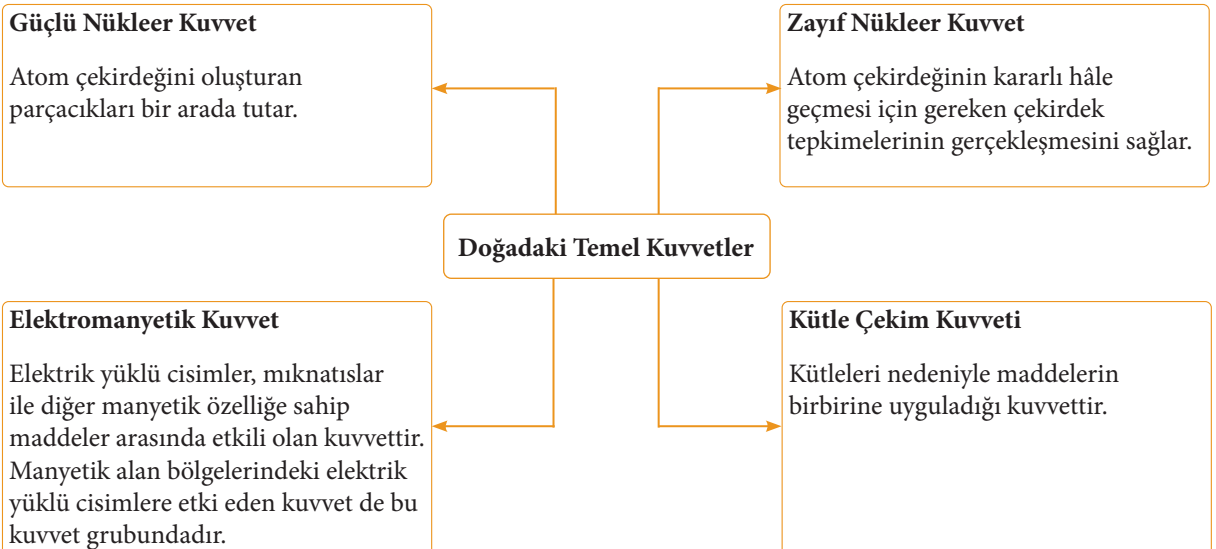 Güçlü Nükleer Kuvvet
Atom çekirdeğini oluşturan
parçacıkları bir arada tutar.
Zayıf Nükleer Kuvvet
Atom çekirdeğinin kararlı hâle
geçmesi için gereken çekirdek
tepkimelerinin gerçekleşmesini sağlar.
Doğadaki Temel Kuvvetler
Elektromanyetik Kuvvet
Elektrik yüklü cisimler, mıknatıslar
ile diğer manyetik özelliğe sahip
maddeler arasında etkili olan kuvvettir.
Manyetik alan bölgelerindeki elektrik
yüklü cisimlere etki eden kuvvet de bu
kuvvet grubundadır.
Kütle Çekim Kuvveti
Kütleleri nedeniyle maddelerin
birbirine uyguladığı kuvvettir.